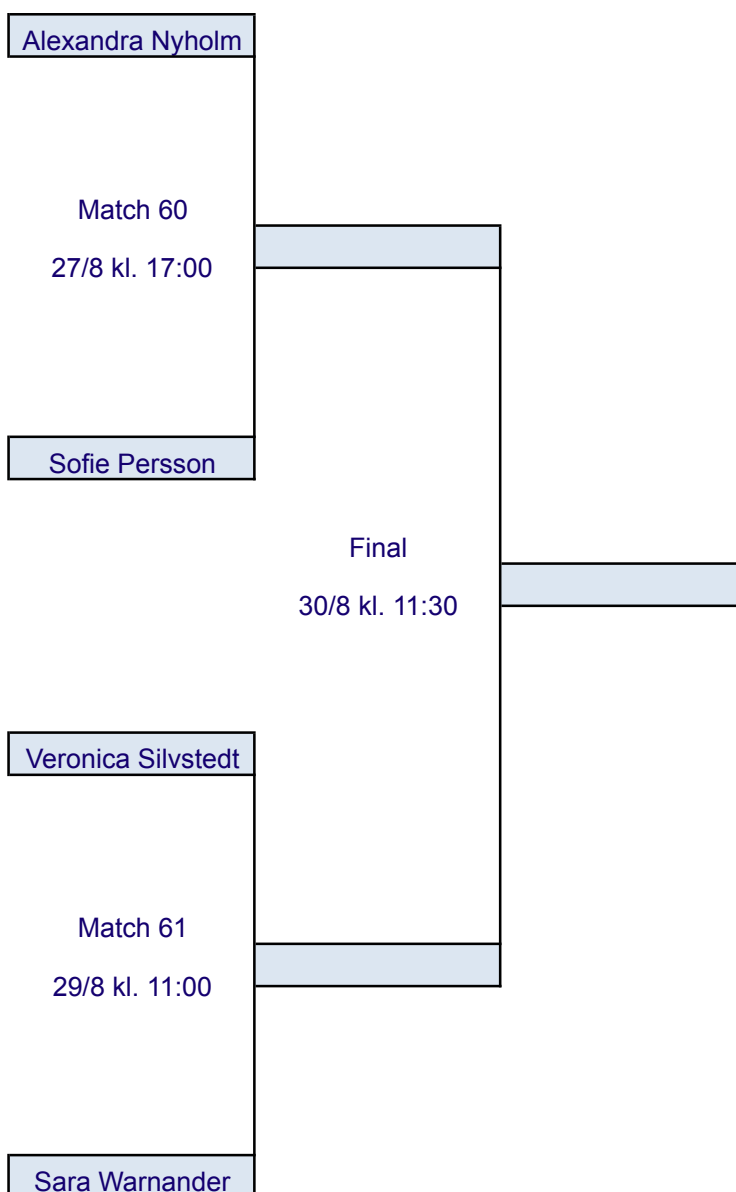 Alexandra Nyholm
Match 60
27/8 kl. 17:00
Sofie Persson
Final
30/8 kl. 11:30
Veronica Silvstedt
Match 61
29/8 kl. 11:00
Sara Warnander